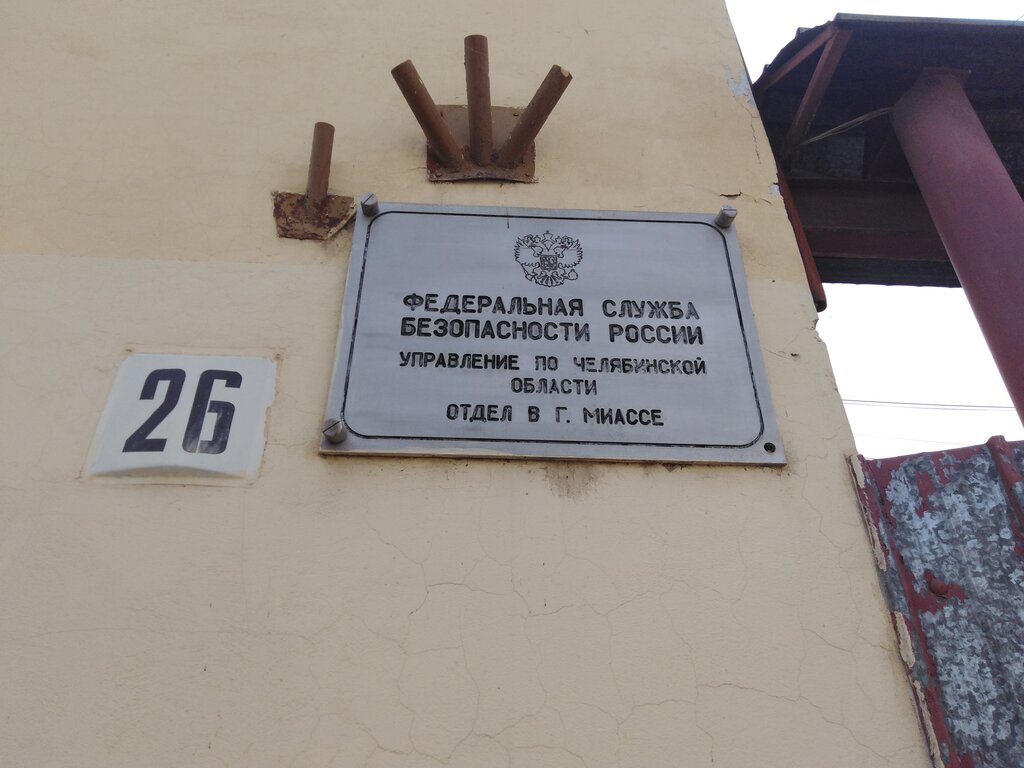 26
ФЕДЕРАЛЬНАЯ СЛУЖБА
БЕЗОПАСНОСТИ РОССИИ
УПРАВЛЕНИЕ ПО ЧЕЛЯБИНСКОЙ
ОБЛАСТИ
ОТДЕЛ В Г. МИАССЕ